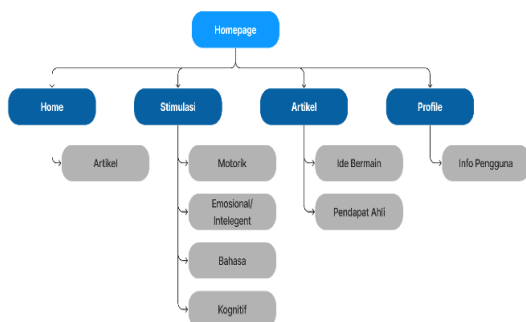 Homepage
Home
Stimulasi
Artikel
Profile
Artikel
Motorik
Ide Bermain
Info Pengguna
Emosional/
Intelegent
Pendapat Ahli
Bahasa
Kognitif